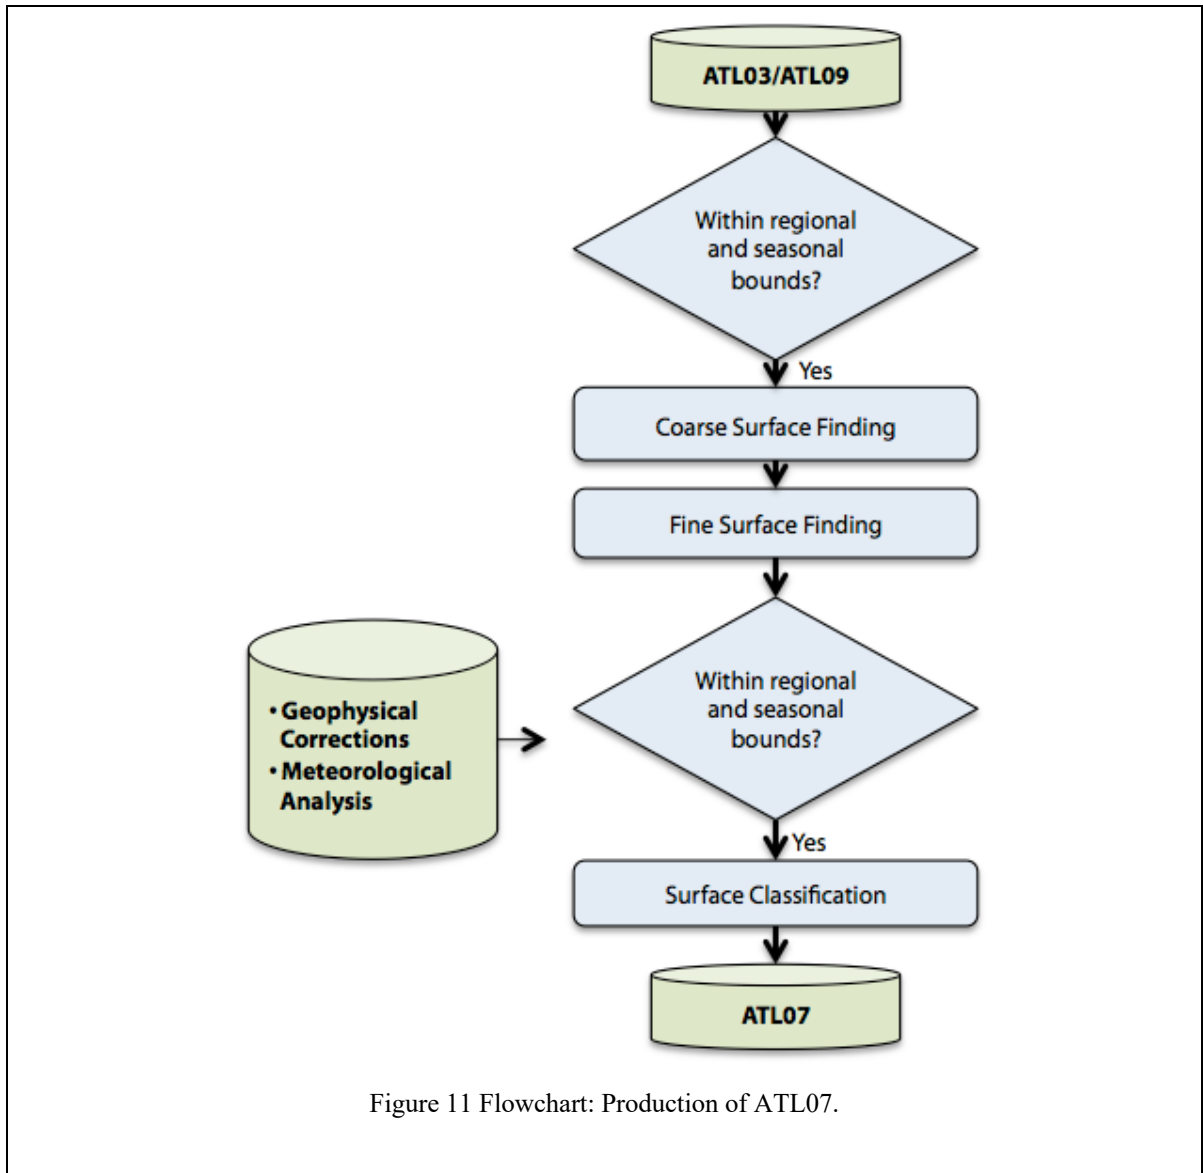 ATL03/ATL09
Within regional
and seasonal
bounds?
Yes
Coarse Surface Finding
Fine Surface Finding
• Geophysical
Corrections
• Meteorological
Analysis
Within regional
and seasonal
bounds?
Yes
Surface Classification
ATL07
Figure 11 Flowchart: Production of ATL07.